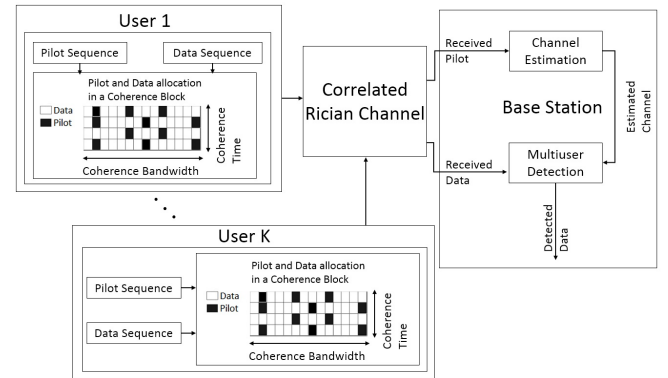 User 1
Pilot Sequence
Data Sequence
Pilot and Data allocation
in a Coherence Block
Data
Pilot
Coherence
Time
Coherence Bandwidth
User K
Pilot Sequence
Data Sequence
Pilot and Data allocation
in a Coherence Block
Data
Pilot
Coherence
Time
Coherence Bandwidth
Correlated
Rician Channel
Received
Pilot
Received
Data
Channel
Estimation
Base Station
Estimated
Channel
Multiuser
Detection
Detected
Data